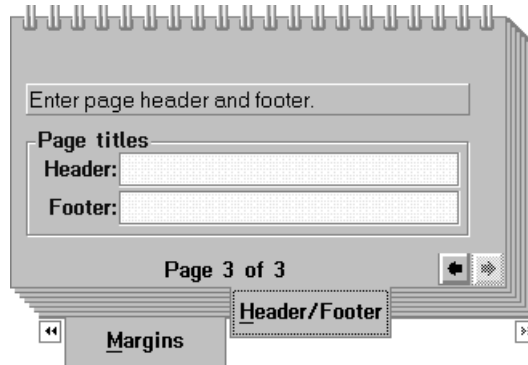 Enter page header and footer.
Page titles
Header:
Footer:
Page 3 of 3
Header/Footer
Margins